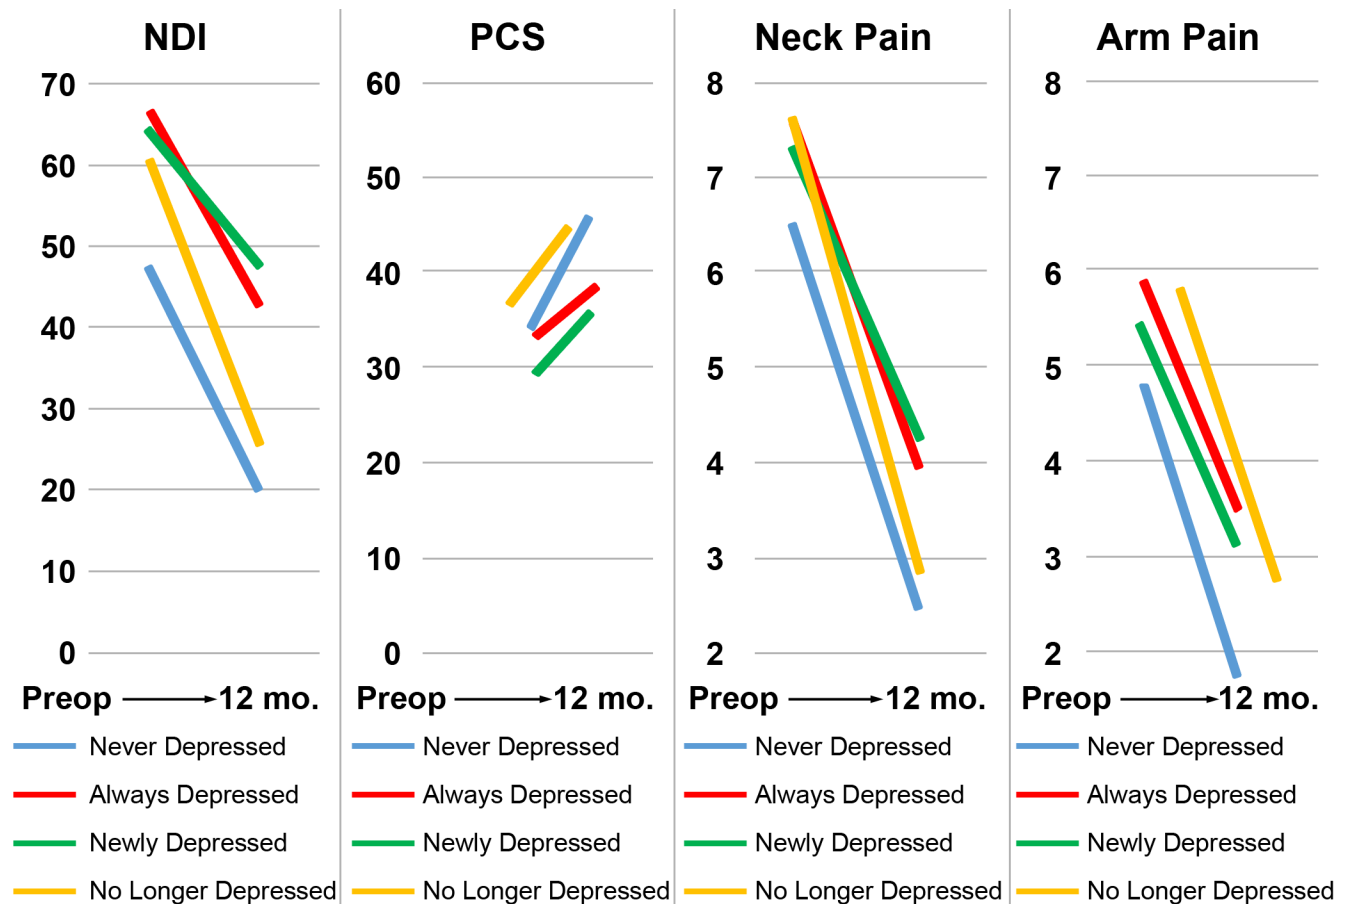 NDI
70
60
50
40
30
20
10
0
Preop 12 mo.
Never Depressed
Always Depressed
Newly Depressed
No Longer Depressed
PCS
60
50
40
30
20
10
0
Preop 12 mo.
Never Depressed
Always Depressed
Newly Depressed
No Longer Depressed
Neck Pain
8
7
6
5
4
3
2
Preop 12 mo.
Never Depressed
Always Depressed
Newly Depressed
No Longer Depressed
Arm Pain
8
7
6
5
4
3
2
Preop 12 mo.
Never Depressed
Always Depressed
Newly Depressed
No Longer Depressed